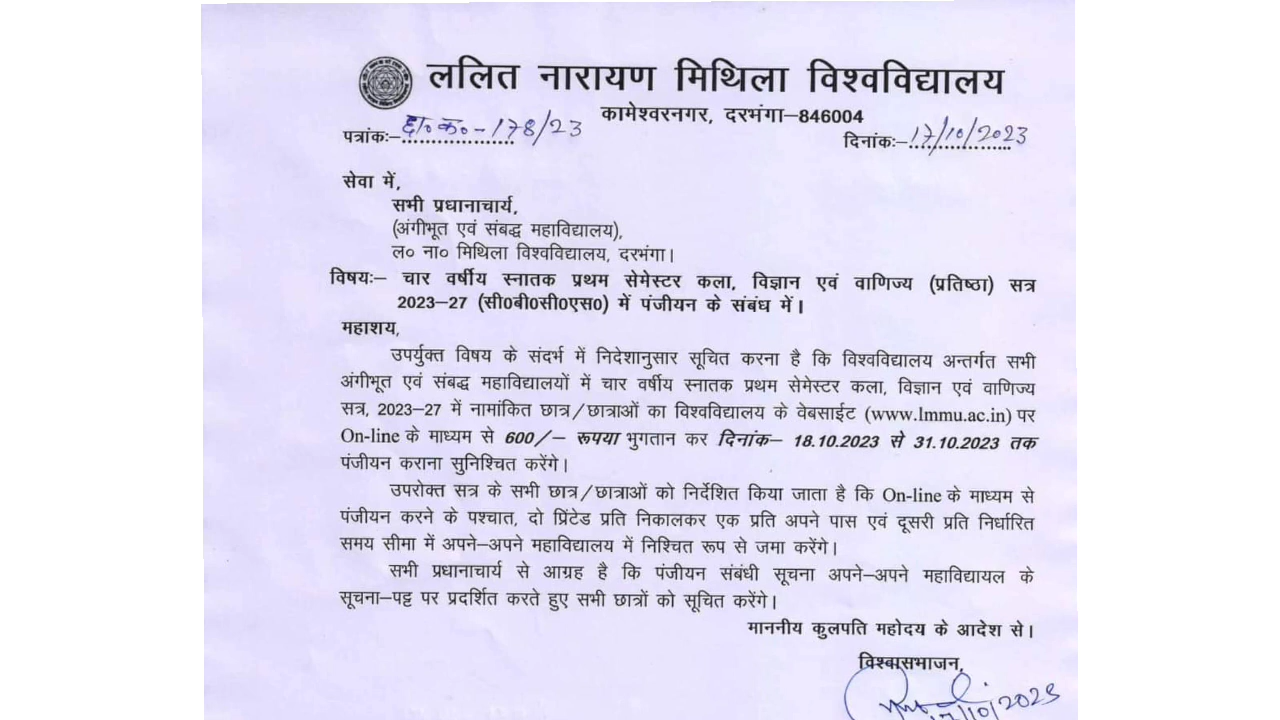 ललित नारायण मिथिला विश्वविद्यालय
कामेश्वरनगर, दरभंगा–846004
पत्रांकः– छा०क०-178/23
दिनांकः– 17/10/2023
सेवा में,
सभी प्रधानाचार्य,
(अंगीभूत एवं संबद्ध महाविद्यालय),
ल० ना० मिथिला विश्वविद्यालय, दरभंगा।
विषयः– चार वर्षीय स्नातक प्रथम सेमेस्टर कला, विज्ञान एवं वाणिज्य (प्रतिष्ठा) सत्र
2023–27 (सी0बी0सी0एस0) में पंजीयन के संबंध में।
महाशय,
उपर्युक्त विषय के संदर्भ में निदेशानुसार सूचित करना है कि विश्वविद्यालय अन्तर्गत सभी
अंगीभूत एवं संबद्ध महाविद्यालयों में चार वर्षीय स्नातक प्रथम सेमेस्टर कला, विज्ञान एवं वाणिज्य
सत्र, 2023–27 में नामांकित छात्र/छात्राओं का विश्वविद्यालय के वेबसाईट (www.lmmu.ac.in) पर
On-line के माध्यम से 600/– रूपया भुगतान कर दिनांक– 18.10.2023 से 31.10.2023 तक
पंजीयन कराना सुनिश्चित करेंगे।
उपरोक्त सत्र के सभी छात्र/छात्राओं को निर्देशित किया जाता है कि On-line के माध्यम से
पंजीयन करने के पश्चात, दो प्रिंटेड प्रति निकालकर एक प्रति अपने पास एवं दूसरी प्रति निर्धारित
समय सीमा में अपने–अपने महाविद्यालय में निश्चित रूप से जमा करेंगे।
सभी प्रधानाचार्य से आग्रह है कि पंजीयन संबंधी सूचना अपने–अपने महाविद्यायल के
सूचना–पट्ट पर प्रदर्शित करते हुए सभी छात्रों को सूचित करेंगे।
माननीय कुलपति महोदय के आदेश से।
विश्वासभाजन,
17/10/2023